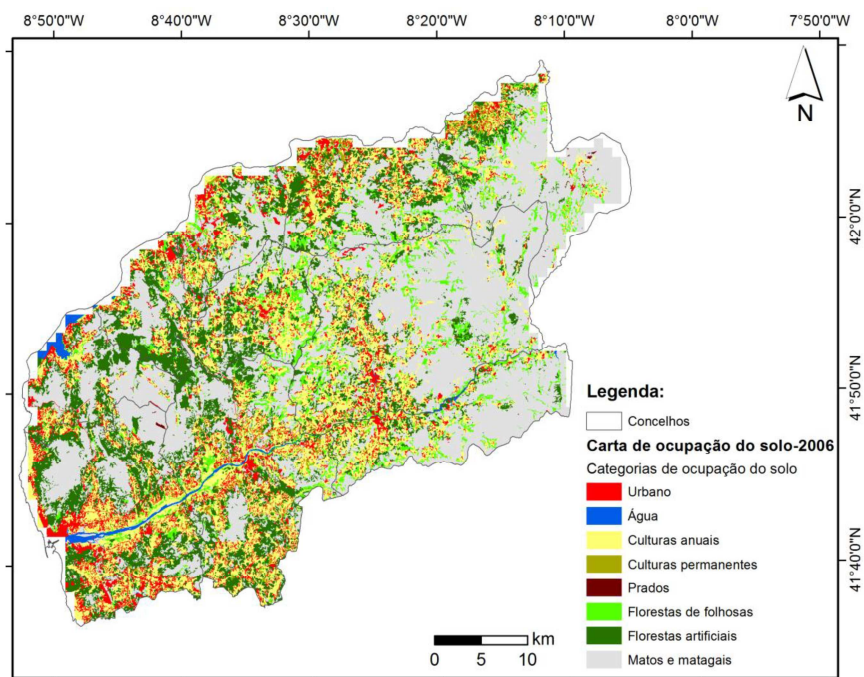 8°50'0"W 8°40'0"W 8°30'0"W 8°20'0"W 8°10'0"W 8°0'0"W 7°50'0"W
N
42°0'0"N
41°50'0"N
41°40'0"N
Legenda:
Concelhos
Carta de ocupação do solo-2006
Categorias de ocupação do solo
Urbano
Água
Culturas anuais
Culturas permanentes
Prados
Florestas de folhosas
Florestas artificiais
Matos e matagais
km
0 5 10